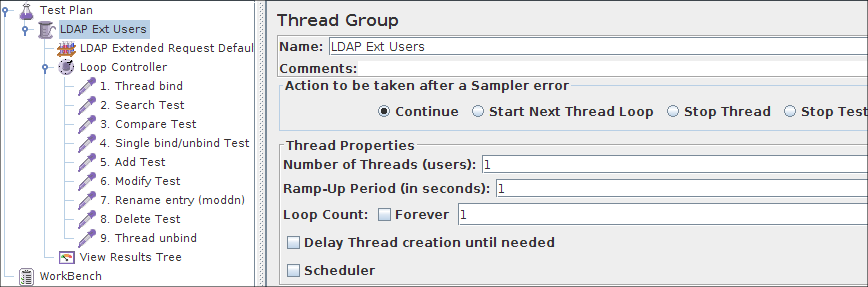 Test Plan
LDAP Ext Users
LDAP Extended Request Defaul
Loop Controller
1. Thread bind
2. Search Test
3. Compare Test
4. Single bind/unbind Test
5. Add Test
6. Modify Test
7. Rename entry (moddn)
8. Delete Test
9. Thread unbind
View Results Tree
WorkBench
Thread Group
Name: LDAP Ext Users
Comments:
Action to be taken after a Sampler error
Continue Start Next Thread Loop Stop Thread Stop Test
Thread Properties
Number of Threads (users): 1
Ramp-Up Period (in seconds): 1
Loop Count: Forever 1
Delay Thread creation until needed
Scheduler